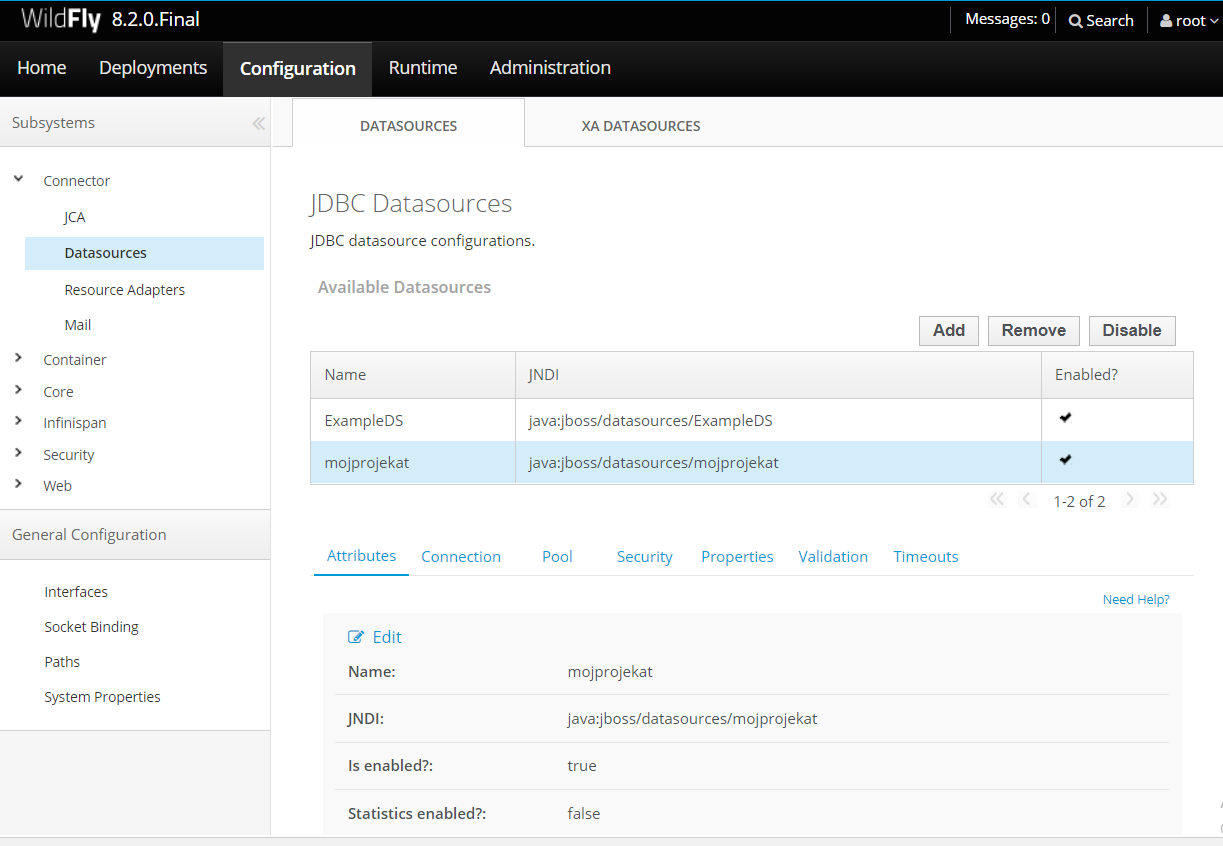 WildFly 8.2.0.Final
Messages: 0 Search root
Home Deployments Configuration Runtime Administration
Subsystems
Connector
JCA
Datasources
Resource Adapters
Mail
Container
Core
Infinispan
Security
Web
General Configuration
Interfaces
Socket Binding
Paths
System Properties
DATASOURCES XA DATASOURCES
JDBC Datasources
JDBC datasource configurations.
Available Datasources
Add Remove Disable
Name JNDI Enabled?
ExampleDS java:jboss/datasources/ExampleDS
mojprojekat java:jboss/datasources/mojprojekat
1-2 of 2
Attributes Connection Pool Security Properties Validation Timeouts
Need Help?
Edit
Name: mojprojekat
JNDI: java:jboss/datasources/mojprojekat
Is enabled?: true
Statistics enabled?: false